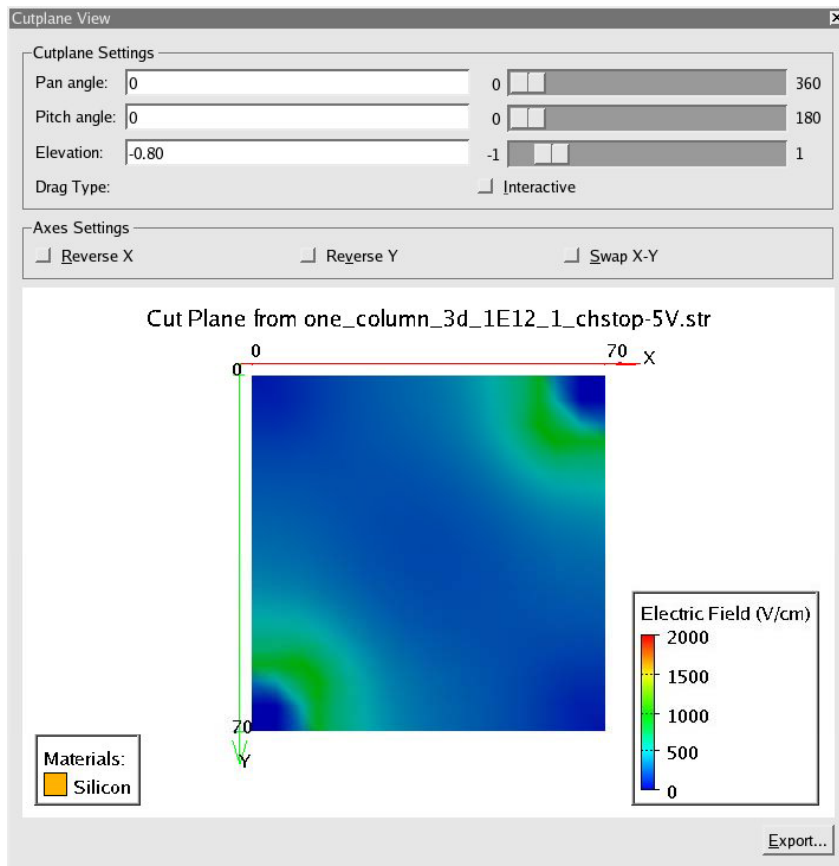 Cutplane View
Cutplane Settings
Pan angle: 0 0 360
Pitch angle: 0 0 180
Elevation: -0.80 -1 1
Drag Type: Interactive
Axes Settings
Reverse X Reverse Y Swap X-Y
Cut Plane from one_column_3d_1E12_1_chstop-5V.str
0 70 X
0
70
Y
Electric Field (V/cm)
2000
1500
1000
500
0
Materials:
Silicon
Export...